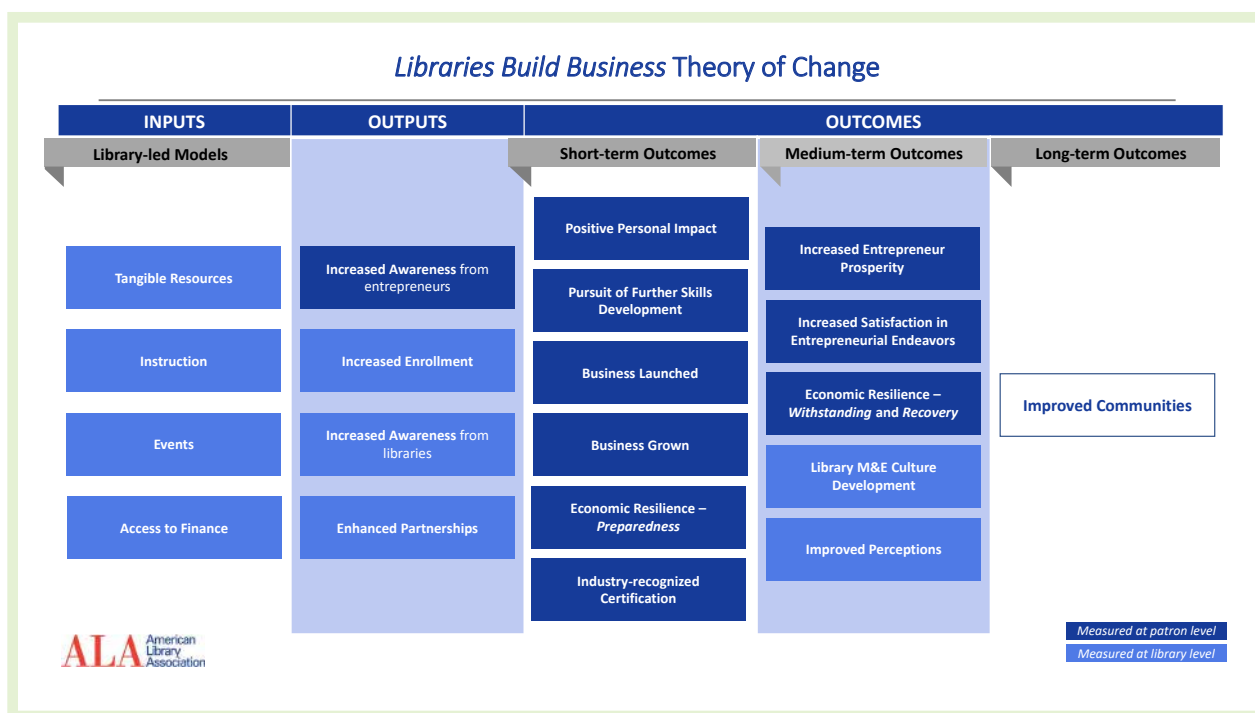 Libraries Build Business Theory of Change
INPUTS
OUTPUTS
OUTCOMES
Library-led Models
Short-term Outcomes
Medium-term Outcomes
Long-term Outcomes
Tangible Resources
Instruction
Events
Access to Finance
Increased Awareness from
entrepreneurs
Increased Enrollment
Increased Awareness from
libraries
Enhanced Partnerships
Positive Personal Impact
Pursuit of Further Skills
Development
Business Launched
Business Grown
Economic Resilience –
Preparedness
Industry-recognized
Certification
Increased Entrepreneur
Prosperity
Increased Satisfaction in
Entrepreneurial Endeavors
Economic Resilience –
Withstanding and Recovery
Library M&E Culture
Development
Improved Perceptions
Improved Communities
ALA
American
Library
Association
Measured at patron level
Measured at library level